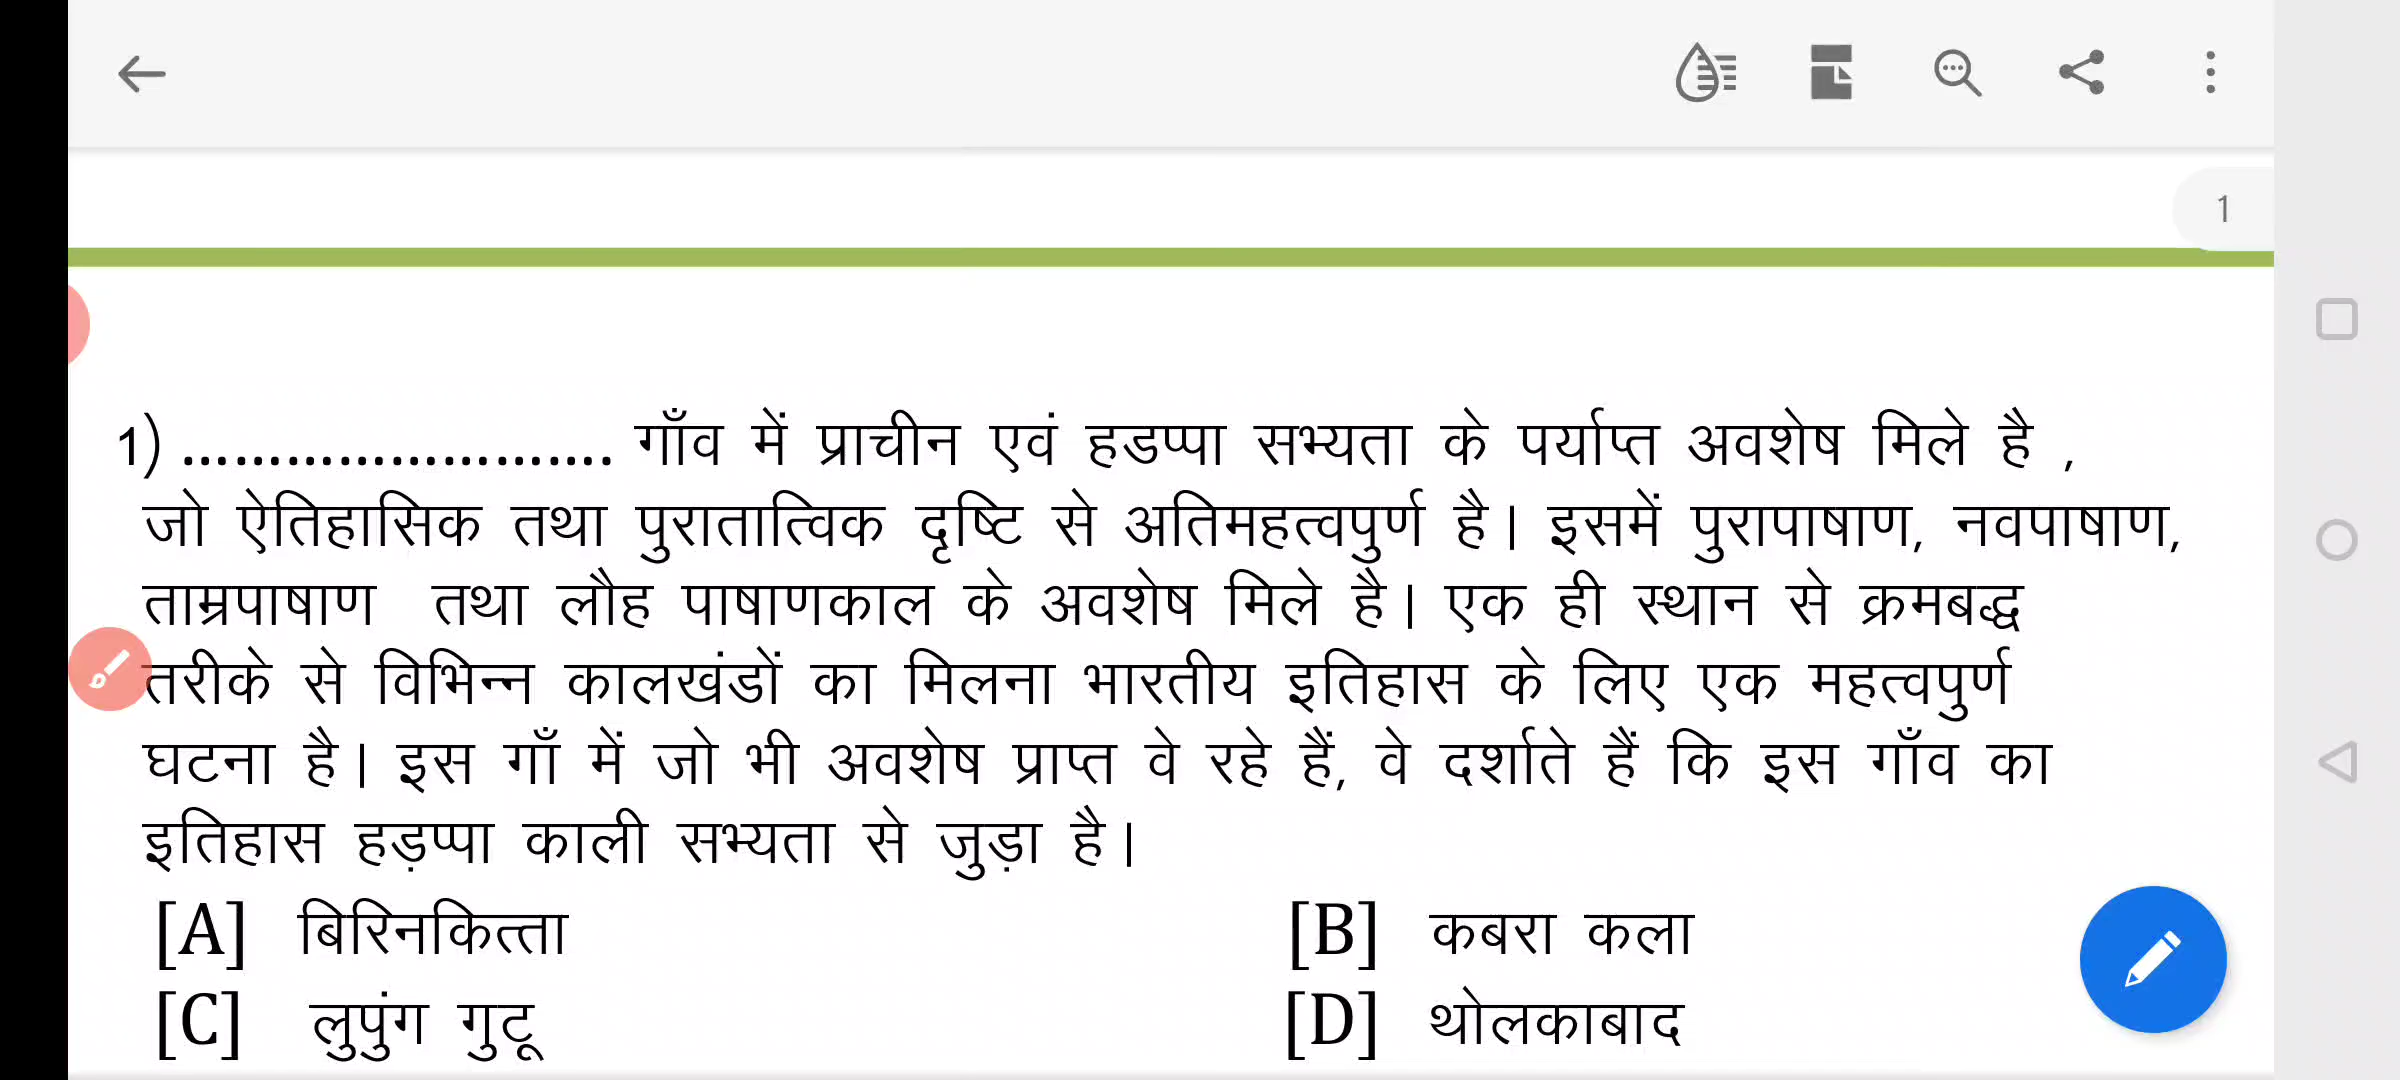 1
1) ......................... गाँव में प्राचीन एवं हडप्पा सभ्यता के पर्याप्त अवशेष मिले है ,
जो ऐतिहासिक तथा पुरातात्विक दृष्टि से अतिमहत्वपुर्ण है। इसमें पुरापाषाण, नवपाषाण,
ताम्रपाषाण तथा लौह पाषाणकाल के अवशेष मिले है। एक ही स्थान से क्रमबद्ध
तरीके से विभिन्न कालखंडों का मिलना भारतीय इतिहास के लिए एक महत्वपुर्ण
घटना है। इस गाँ में जो भी अवशेष प्राप्त वे रहे हैं, वे दर्शाते हैं कि इस गाँव का
इतिहास हड़प्पा काली सभ्यता से जुड़ा है।
[A] बिरिनकित्ता [B] कबरा कला
[C] लुपुंग गुटू [D] थोलकाबाद